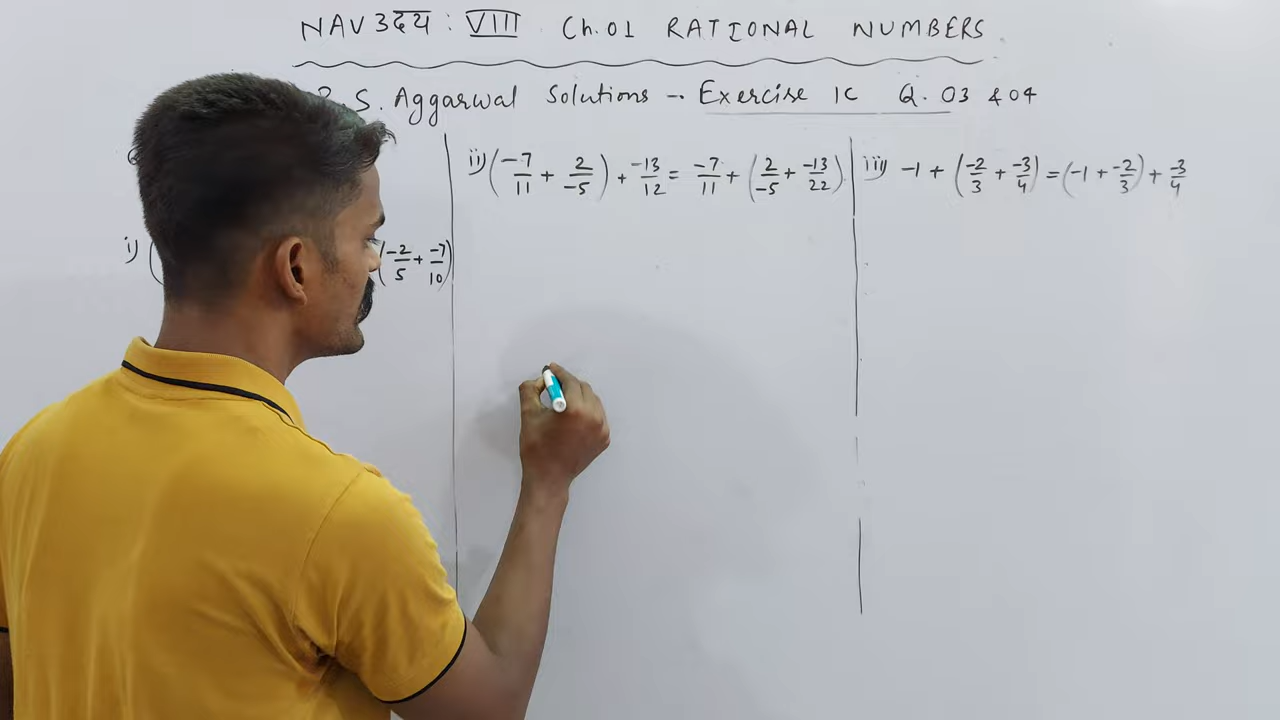 NAV उदय : VIII Ch.01 RATIONAL NUMBERS
R.S. Aggarwal Solutions -. Exercise 1C Q. 03 & 04
i) ( (-2/5 + -7/10)
ii) (-7/11 + 2/-5) + -13/12 = -7/11 + (2/-5 + -13/22)
iii) -1 + (-2/3 + -3/4) = (-1 + -2/3) + -3/4